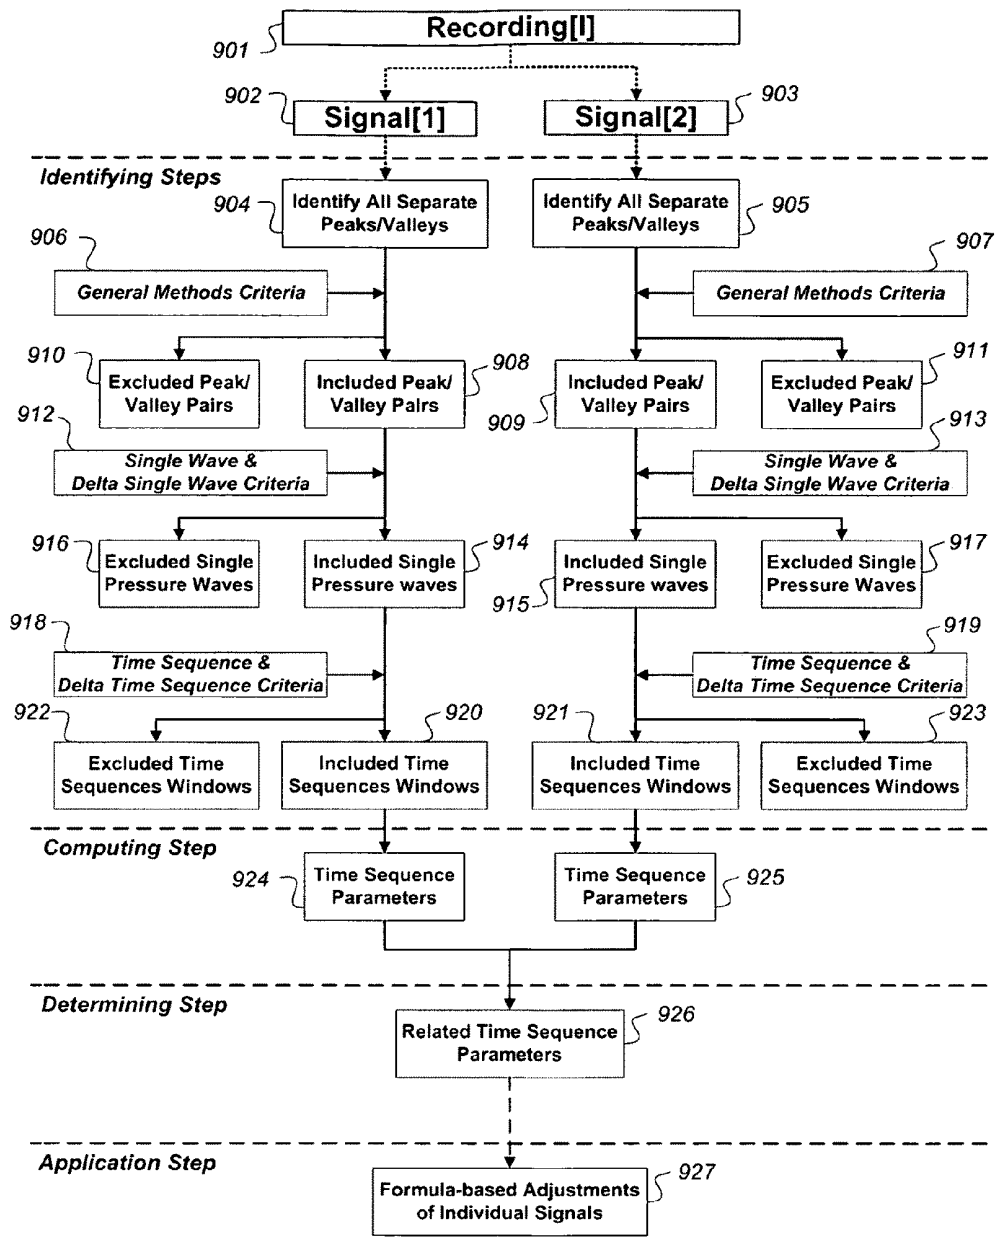 Recording[I]
901
902
903
Signal[1]
Signal[2]
Identifying Steps
904
Identify All Separate
Peaks/Valleys
Identify All Separate
Peaks/Valleys
905
906
907
General Methods Criteria
General Methods Criteria
910
Excluded Peak/
Valley Pairs
Included Peak/
Valley Pairs
908
909
Included Peak/
Valley Pairs
Excluded Peak/
Valley Pairs
911
912
913
Single Wave &
Delta Single Wave Criteria
Single Wave &
Delta Single Wave Criteria
916
Excluded Single
Pressure Waves
Included Single
Pressure waves
914
915
Included Single
Pressure waves
Excluded Single
Pressure Waves
917
918
919
Time Sequence &
Delta Time Sequence Criteria
Time Sequence &
Delta Time Sequence Criteria
922
920
921
923
Excluded Time
Sequences Windows
Included Time
Sequences Windows
Included Time
Sequences Windows
Excluded Time
Sequences Windows
Computing Step
924
Time Sequence
Parameters
Time Sequence
Parameters
925
Determining Step
Related Time Sequence
Parameters
926
Application Step
Formula-based Adjustments
of Individual Signals
927